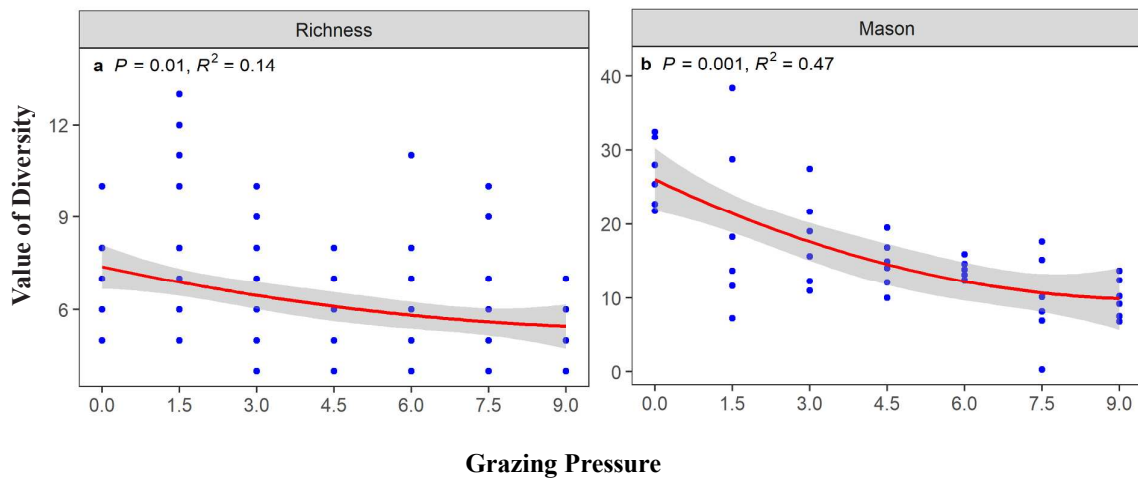 Richness
Mason
a P = 0.01, R² = 0.14
b P = 0.001, R² = 0.47
Value of Diversity
12
9
6
40
30
20
10
0
0.0 1.5 3.0 4.5 6.0 7.5 9.0
0.0 1.5 3.0 4.5 6.0 7.5 9.0
Grazing Pressure